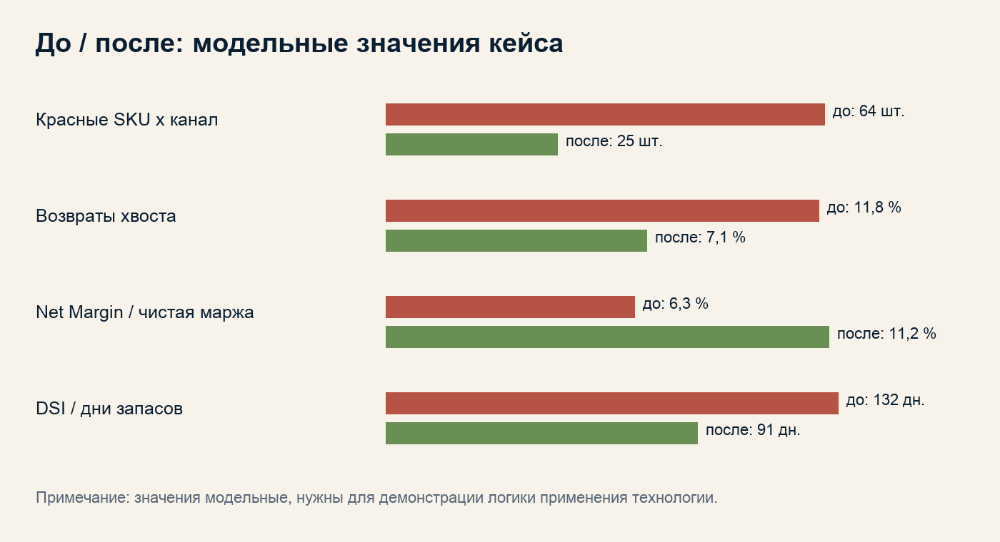 До / после: модельные значения кейса
Красные SKU x канал
до: 64 шт.
после: 25 шт.
Возвраты хвоста
до: 11,8 %
после: 7,1 %
Net Margin / чистая маржа
до: 6,3 %
после: 11,2 %
DSI / дни запасов
до: 132 дн.
после: 91 дн.
Примечание: значения модельные, нужны для демонстрации логики применения технологии.